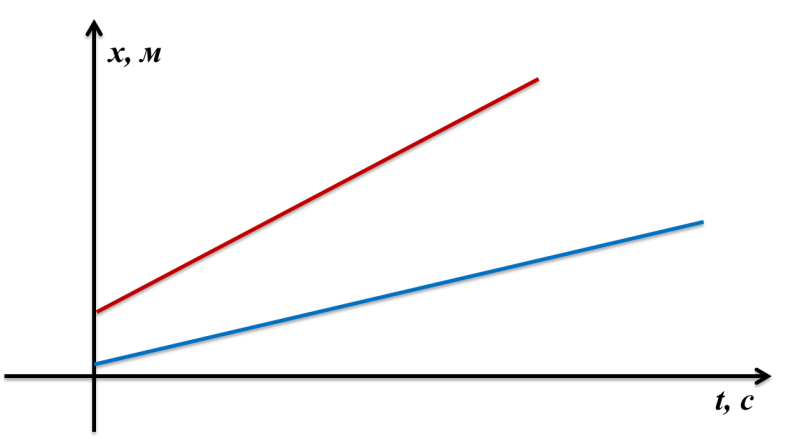 x, м
t, с